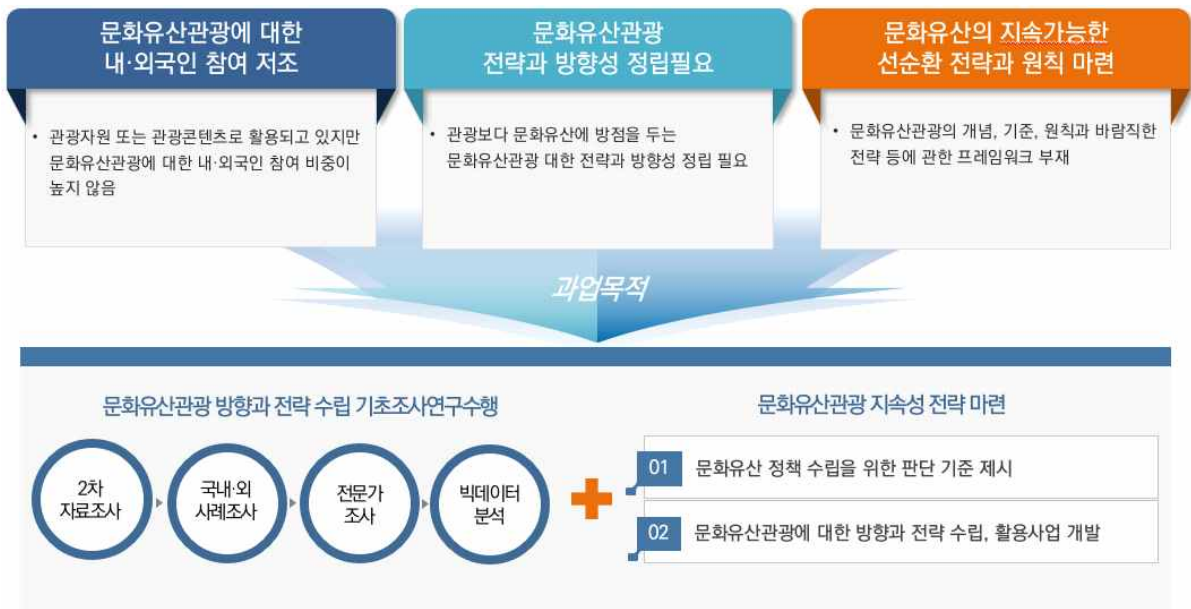 문화유산관광에 대한
내·외국인 참여 저조
• 관광자원 또는 관광콘텐츠로 활용되고 있지만
문화유산관광에 대한 내·외국인 참여 비중이
높지 않음
문화유산관광
전략과 방향성 정립필요
• 관광보다 문화유산에 방점을 두는
문화유산관광 대한 전략과 방향성 정립 필요
문화유산의 지속가능한
선순환 전략과 원칙 마련
• 문화유산관광의 개념, 기준, 원칙과 바람직한
전략 등에 관한 프레임워크 부재
과업목적
문화유산관광 방향과 전략 수립 기초조사연구수행
2차
자료조사
국내·외
사례조사
전문가
조사
빅데이터
분석
문화유산관광 지속성 전략 마련
01 문화유산 정책 수립을 위한 판단 기준 제시
02 문화유산관광에 대한 방향과 전략 수립, 활용사업 개발